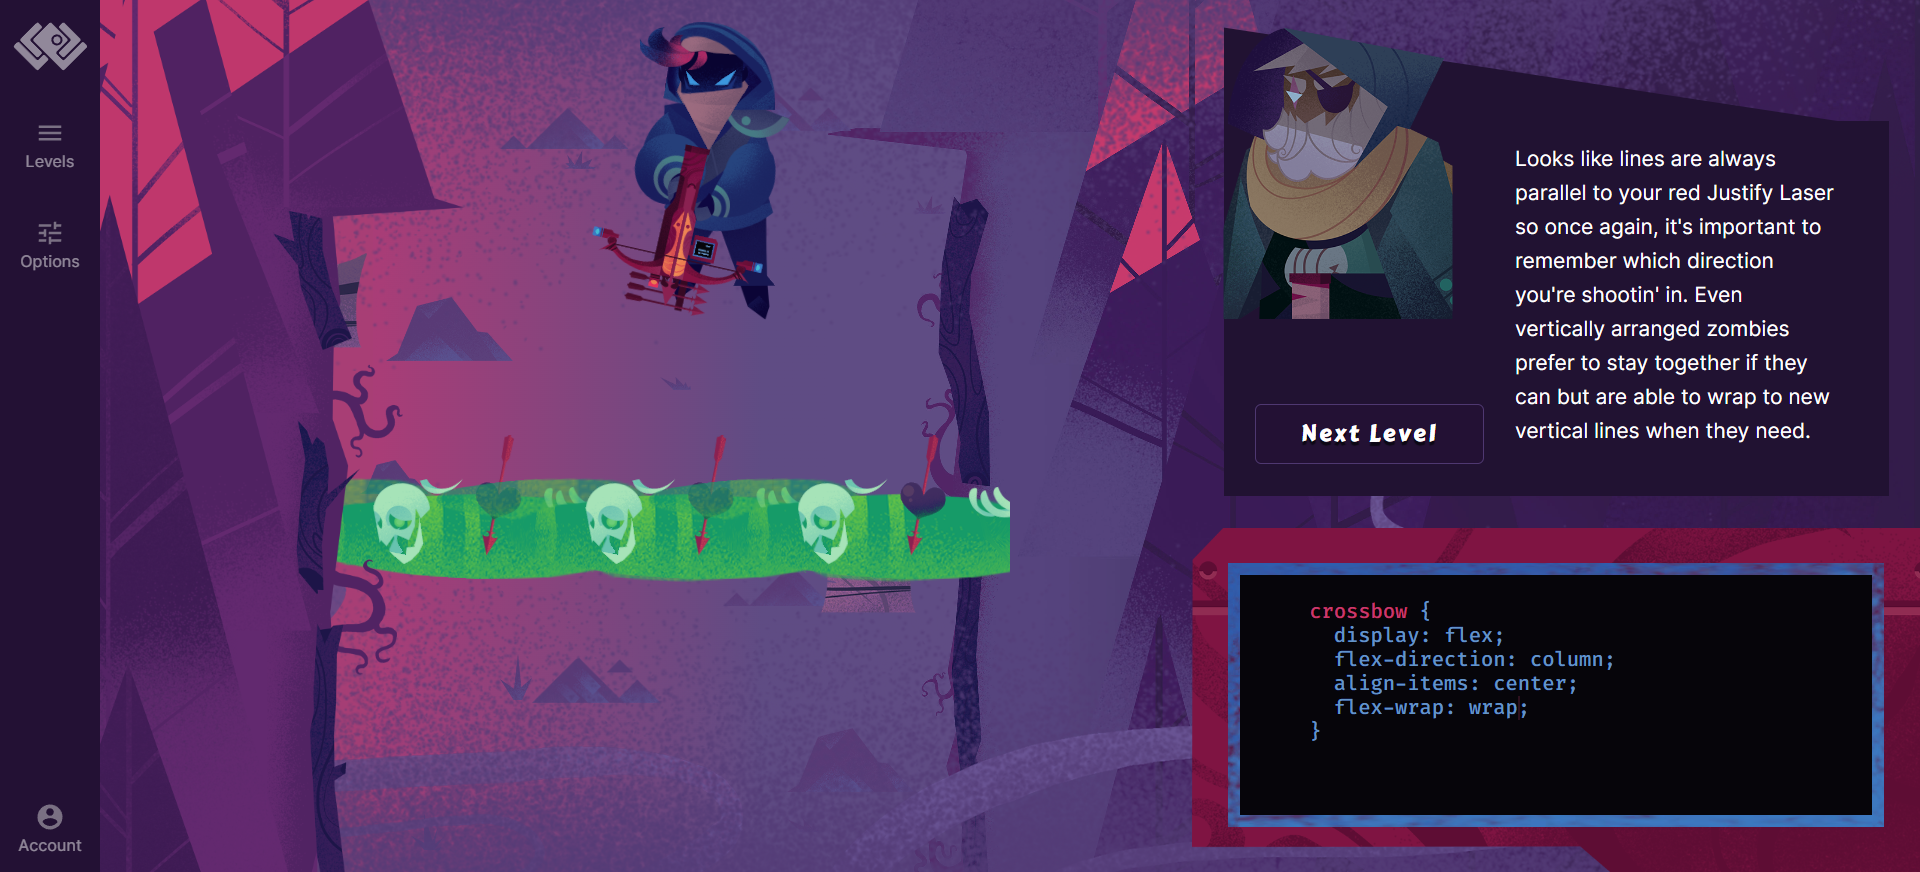 Levels
Options
Account
Looks like lines are always
parallel to your red Justify Laser
so once again, it's important to
remember which direction
you're shootin' in. Even
vertically arranged zombies
prefer to stay together if they
can but are able to wrap to new
vertical lines when they need.
Next Level
crossbow {
display: flex;
flex-direction: column;
align-items: center;
flex-wrap: wrap;
}